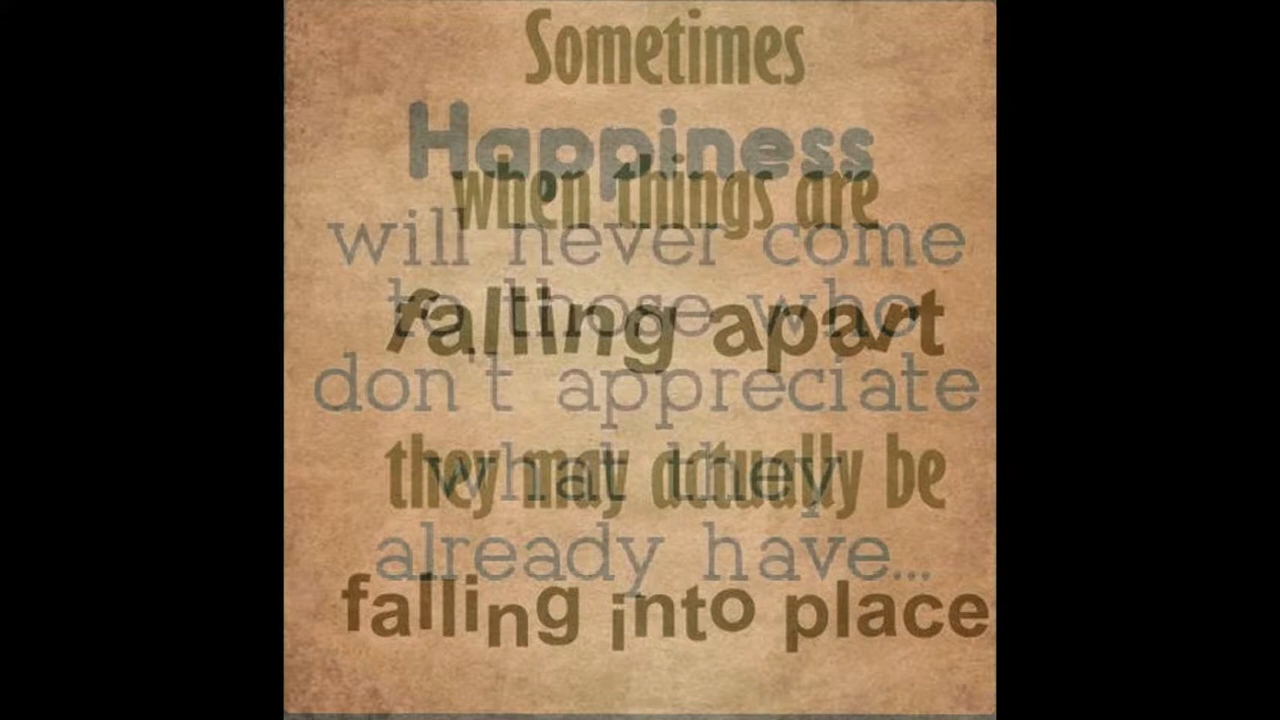 Sometimes
Happiness
when things are
will never come
to those who
falling apart
don't appreciate
they may actually be
what they
already have...
falling into place